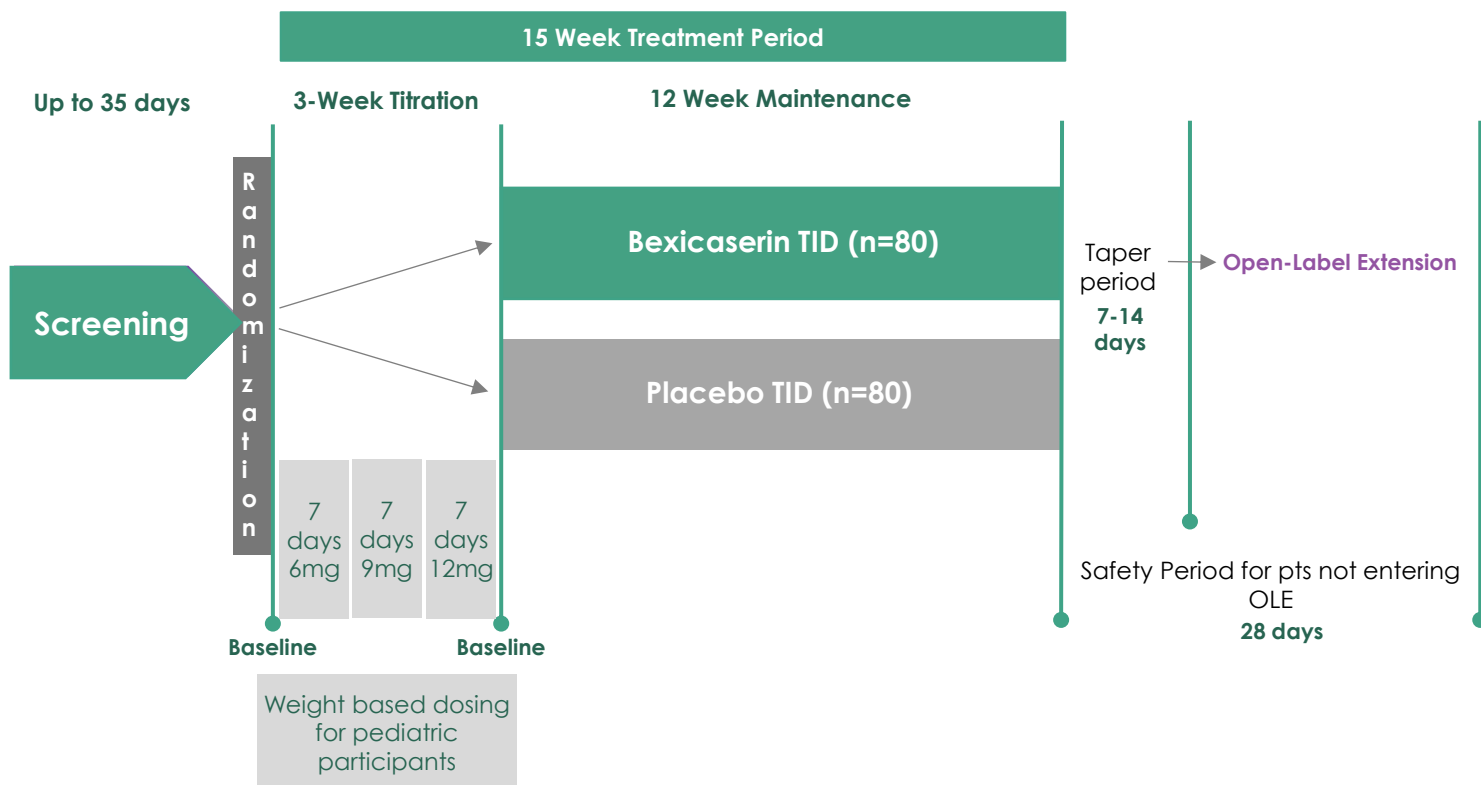 15 Week Treatment Period
Up to 35 days
3-Week Titration
12 Week Maintenance
Screening
Randomization
Bexicaserin TID (n=80)
Placebo TID (n=80)
Taper
period
7-14
days
Open-Label Extension
7
days
6mg
7
days
9mg
7
days
12mg
Baseline
Baseline
Safety Period for pts not entering
OLE
28 days
Weight based dosing
for pediatric
participants